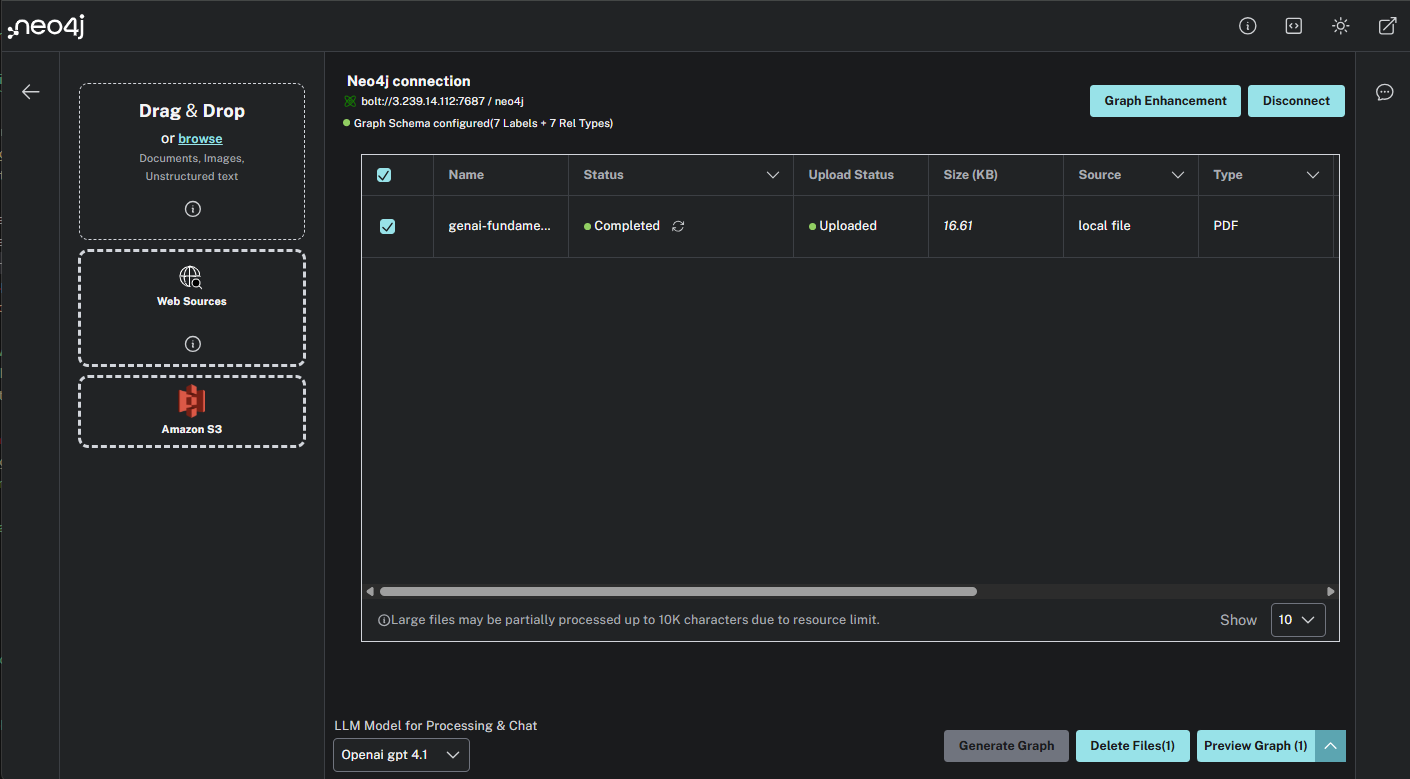 neo4j
Drag & Drop
or browse
Documents, Images,
Unstructured text
Web Sources
Amazon S3
Neo4j connection
bolt://3.239.14.112:7687 / neo4j
Graph Schema configured(7 Labels + 7 Rel Types)
Graph Enhancement
Disconnect
Name Status Upload Status Size (KB) Source Type
genai-fundame... Completed Uploaded 16.61 local file PDF
Large files may be partially processed up to 10K characters due to resource limit.
Show 10
LLM Model for Processing & Chat
Openai gpt 4.1
Generate Graph
Delete Files(1)
Preview Graph (1)